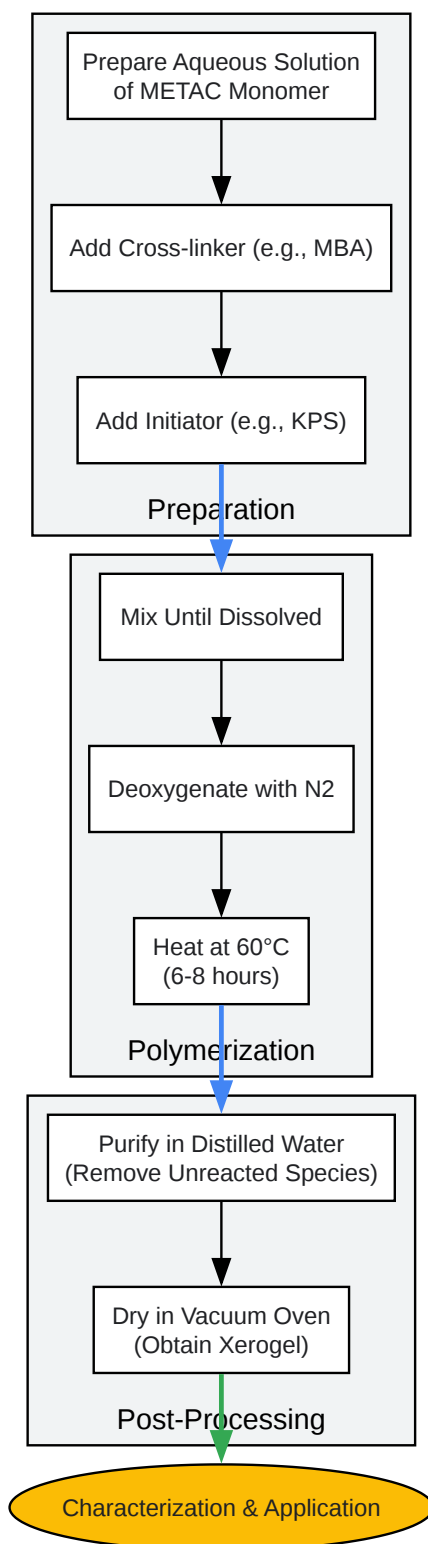 Prepare Aqueous Solution
of METAC Monomer
Add Cross-linker (e.g., MBA)
Add Initiator (e.g., KPS)
Preparation
Mix Until Dissolved
Deoxygenate with N2
Heat at 60°C
(6-8 hours)
Polymerization
Purify in Distilled Water
(Remove Unreacted Species)
Dry in Vacuum Oven
(Obtain Xerogel)
Post-Processing
Characterization & Application